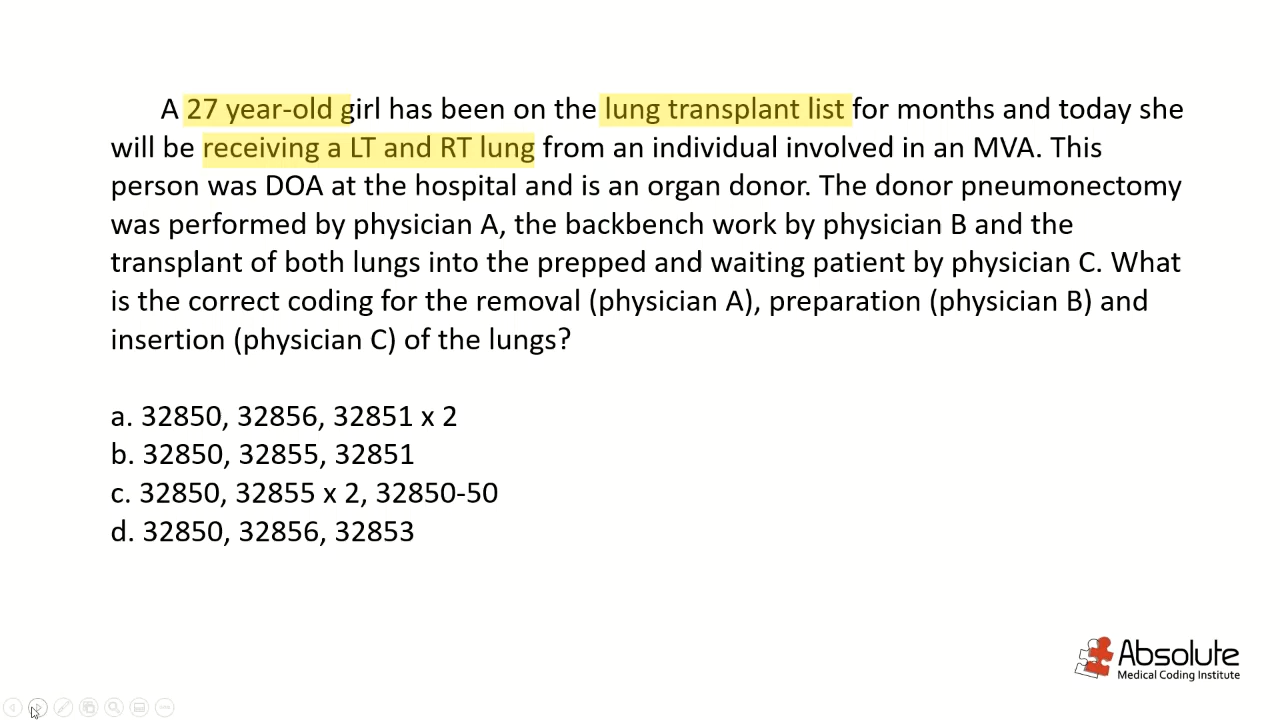 A 27 year-old girl has been on the lung transplant list for months and today she
will be receiving a LT and RT lung from an individual involved in an MVA. This
person was DOA at the hospital and is an organ donor. The donor pneumonectomy
was performed by physician A, the backbench work by physician B and the
transplant of both lungs into the prepped and waiting patient by physician C. What
is the correct coding for the removal (physician A), preparation (physician B) and
insertion (physician C) of the lungs?
a. 32850, 32856, 32851 x 2
b. 32850, 32855, 32851
c. 32850, 32855 x 2, 32850-50
d. 32850, 32856, 32853
Absolute
Medical Coding Institute